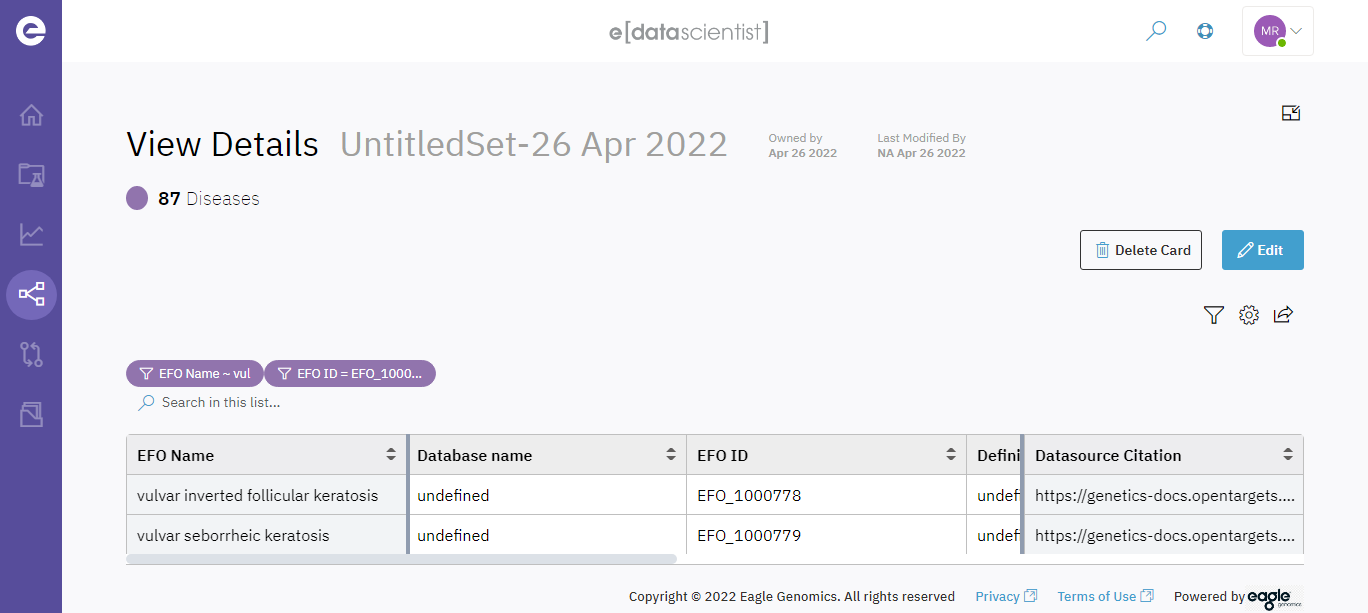 e[datascientist]
MR
View Details UntitledSet-26 Apr 2022
Owned by
Apr 26 2022
Last Modified By
NA Apr 26 2022
87 Diseases
Delete Card
Edit
EFO Name ~ vul
EFO ID = EFO_1000...
Search in this list...
EFO Name Database name EFO ID Defini Datasource Citation
vulvar inverted follicular keratosis undefined EFO_1000778 undef https://genetics-docs.opentargets....
vulvar seborrheic keratosis undefined EFO_1000779 undef https://genetics-docs.opentargets....
Copyright © 2022 Eagle Genomics. All rights reserved Privacy Terms of Use Powered by eagle genomics